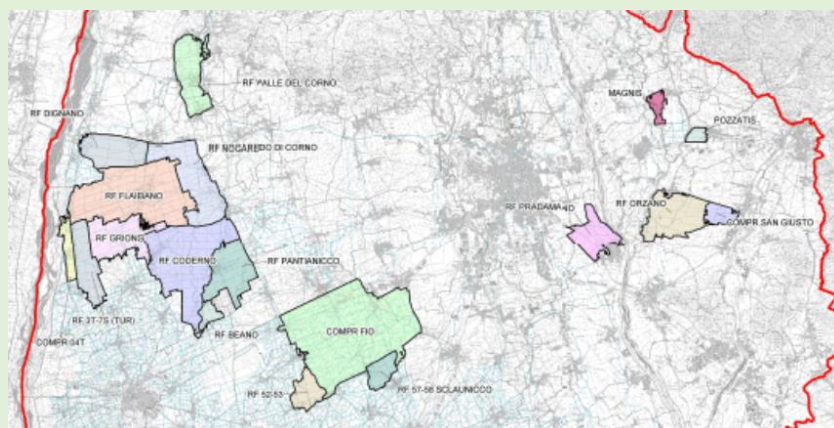 RF VALLE DEL CORNO
MAGNIS
RF DIGNANO
POZZATIS
RF NOGAREDO DI CORNO
RF FLAIBANO
RF PRADAMANO
RF ORZANO
COMPR SAN GIUSTO
RF GRIONS
RF CODERNO
RF PANTIANICCO
RF 3T-7S (TUR)
COMPR 04T
RF BEANO
COMPR FIO
RF 52-53
RF 57-58 SCLAUNICCO